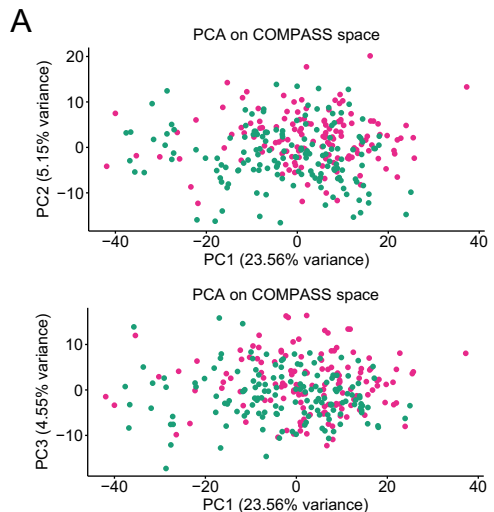 A
PCA on COMPASS space
PC2 (5.15% variance)
20
10
0
−10
−40
−20
0
20
40
PC1 (23.56% variance)
PCA on COMPASS space
PC3 (4.55% variance)
10
0
−10
−40
−20
0
20
40
PC1 (23.56% variance)